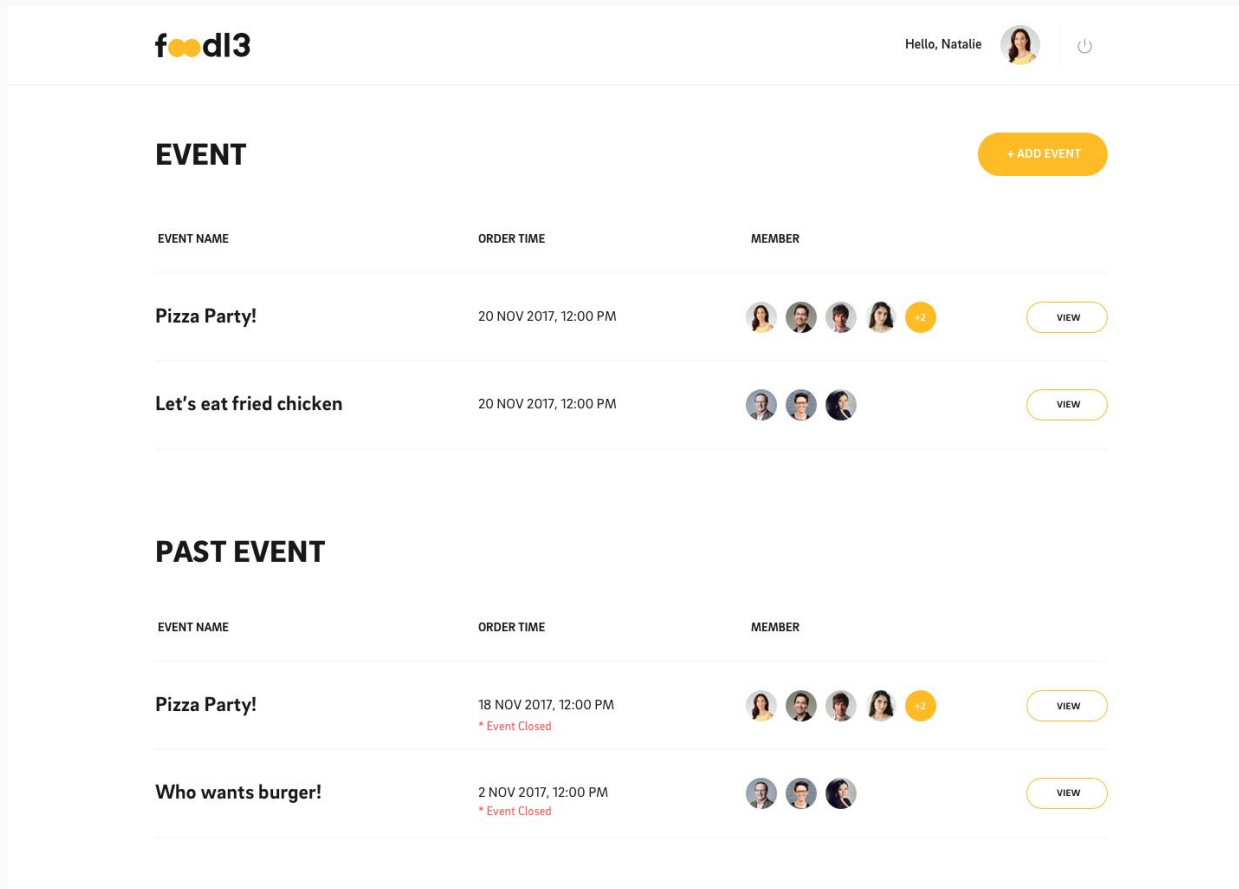 foodl3
Hello, Natalie
EVENT
+ ADD EVENT
EVENT NAME ORDER TIME MEMBER
Pizza Party! 20 NOV 2017, 12:00 PM +2 VIEW
Let's eat fried chicken 20 NOV 2017, 12:00 PM VIEW
PAST EVENT
EVENT NAME ORDER TIME MEMBER
Pizza Party! 18 NOV 2017, 12:00 PM +2 VIEW
* Event Closed
Who wants burger! 2 NOV 2017, 12:00 PM VIEW
* Event Closed